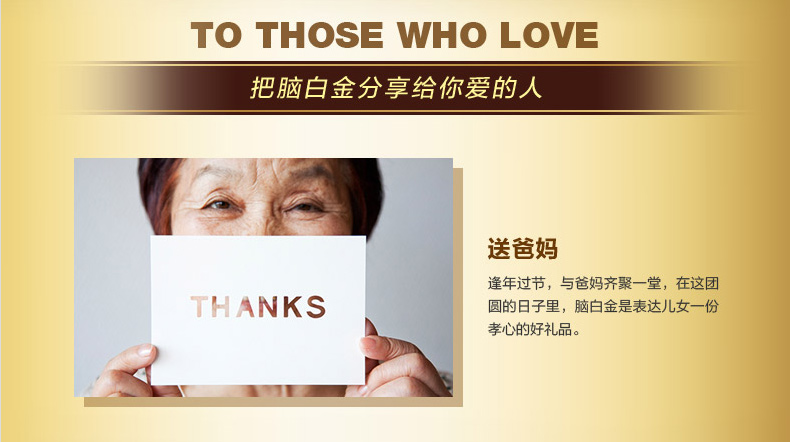 TO THOSE WHO LOVE
把脑白金分享给你爱的人
THANKS
送爸妈
逢年过节，与爸妈齐聚一堂，在这团
圆的日子里，脑白金是表达儿女一份
孝心的好礼品。